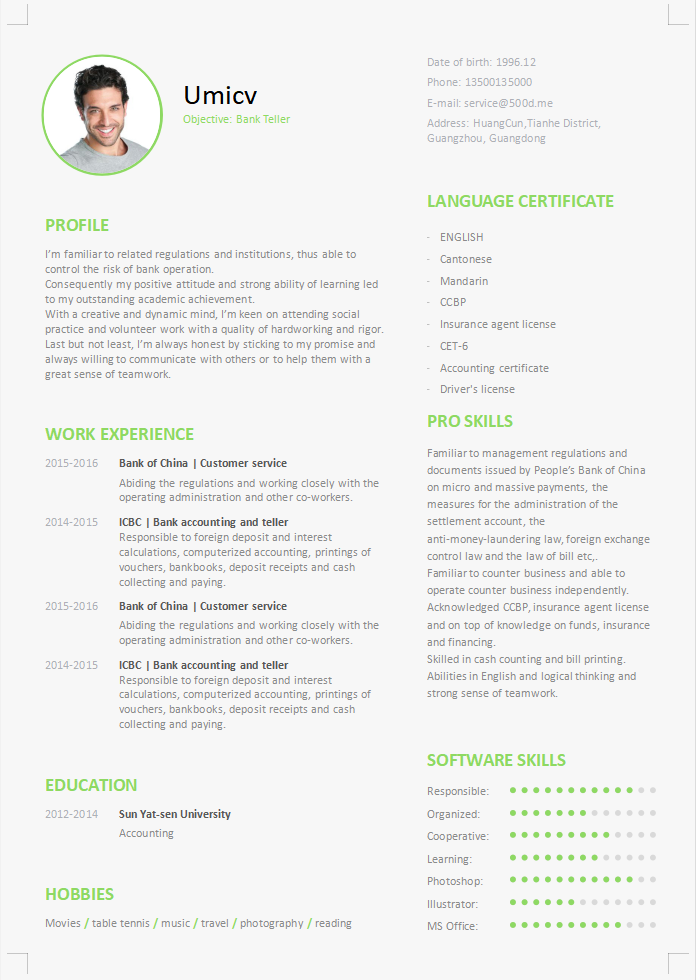 Umicv
Objective: Bank Teller
Date of birth: 1996.12
Phone: 13500135000
E-mail: service@500d.me
Address: HuangCun,Tianhe District,
Guangzhou, Guangdong
PROFILE
I'm familiar to related regulations and institutions, thus able to
control the risk of bank operation.
Consequently my positive attitude and strong ability of learning led
to my outstanding academic achievement.
With a creative and dynamic mind, I'm keen on attending social
practice and volunteer work with a quality of hardworking and rigor.
Last but not least, I'm always honest by sticking to my promise and
always willing to communicate with others or to help them with a
great sense of teamwork.
WORK EXPERIENCE
2015-2016 Bank of China | Customer service
Abiding the regulations and working closely with the
operating administration and other co-workers.
2014-2015 ICBC | Bank accounting and teller
Responsible to foreign deposit and interest
calculations, computerized accounting, printings of
vouchers, bankbooks, deposit receipts and cash
collecting and paying.
2015-2016 Bank of China | Customer service
Abiding the regulations and working closely with the
operating administration and other co-workers.
2014-2015 ICBC | Bank accounting and teller
Responsible to foreign deposit and interest
calculations, computerized accounting, printings of
vouchers, bankbooks, deposit receipts and cash
collecting and paying.
EDUCATION
2012-2014 Sun Yat-sen University
Accounting
HOBBIES
Movies / table tennis / music / travel / photography / reading
LANGUAGE CERTIFICATE
· ENGLISH
· Cantonese
· Mandarin
· CCBP
· Insurance agent license
· CET-6
· Accounting certificate
· Driver's license
PRO SKILLS
Familiar to management regulations and
documents issued by People's Bank of China
on micro and massive payments, the
measures for the administration of the
settlement account, the
anti-money-laundering law, foreign exchange
control law and the law of bill etc,.
Familiar to counter business and able to
operate counter business independently.
Acknowledged CCBP, insurance agent license
and on top of knowledge on funds, insurance
and financing.
Skilled in cash counting and bill printing.
Abilities in English and logical thinking and
strong sense of teamwork.
SOFTWARE SKILLS
Responsible:
Organized:
Cooperative:
Learning:
Photoshop:
Illustrator:
MS Office: